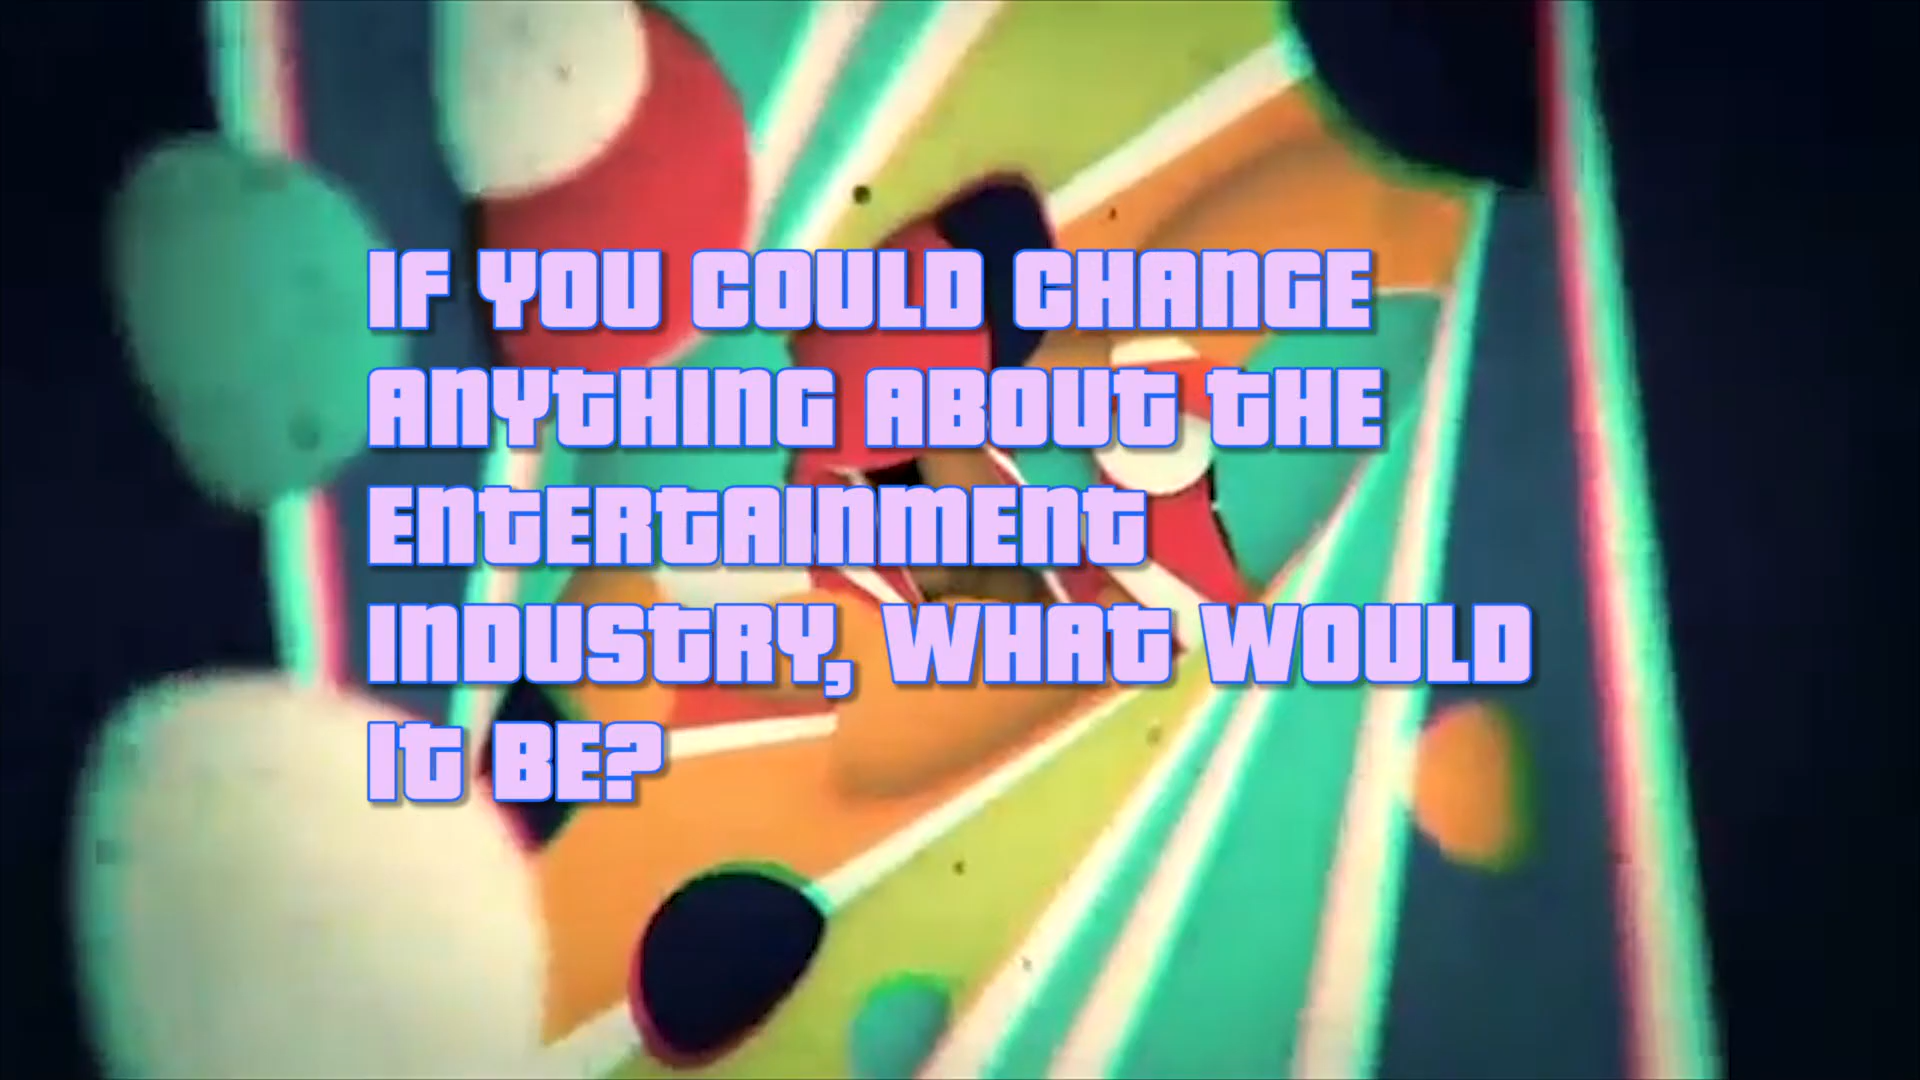 IF YOU COULD CHANGE
ANYTHING ABOUT THE
ENTERTAINMENT
INDUSTRY, WHAT WOULD
IT BE?